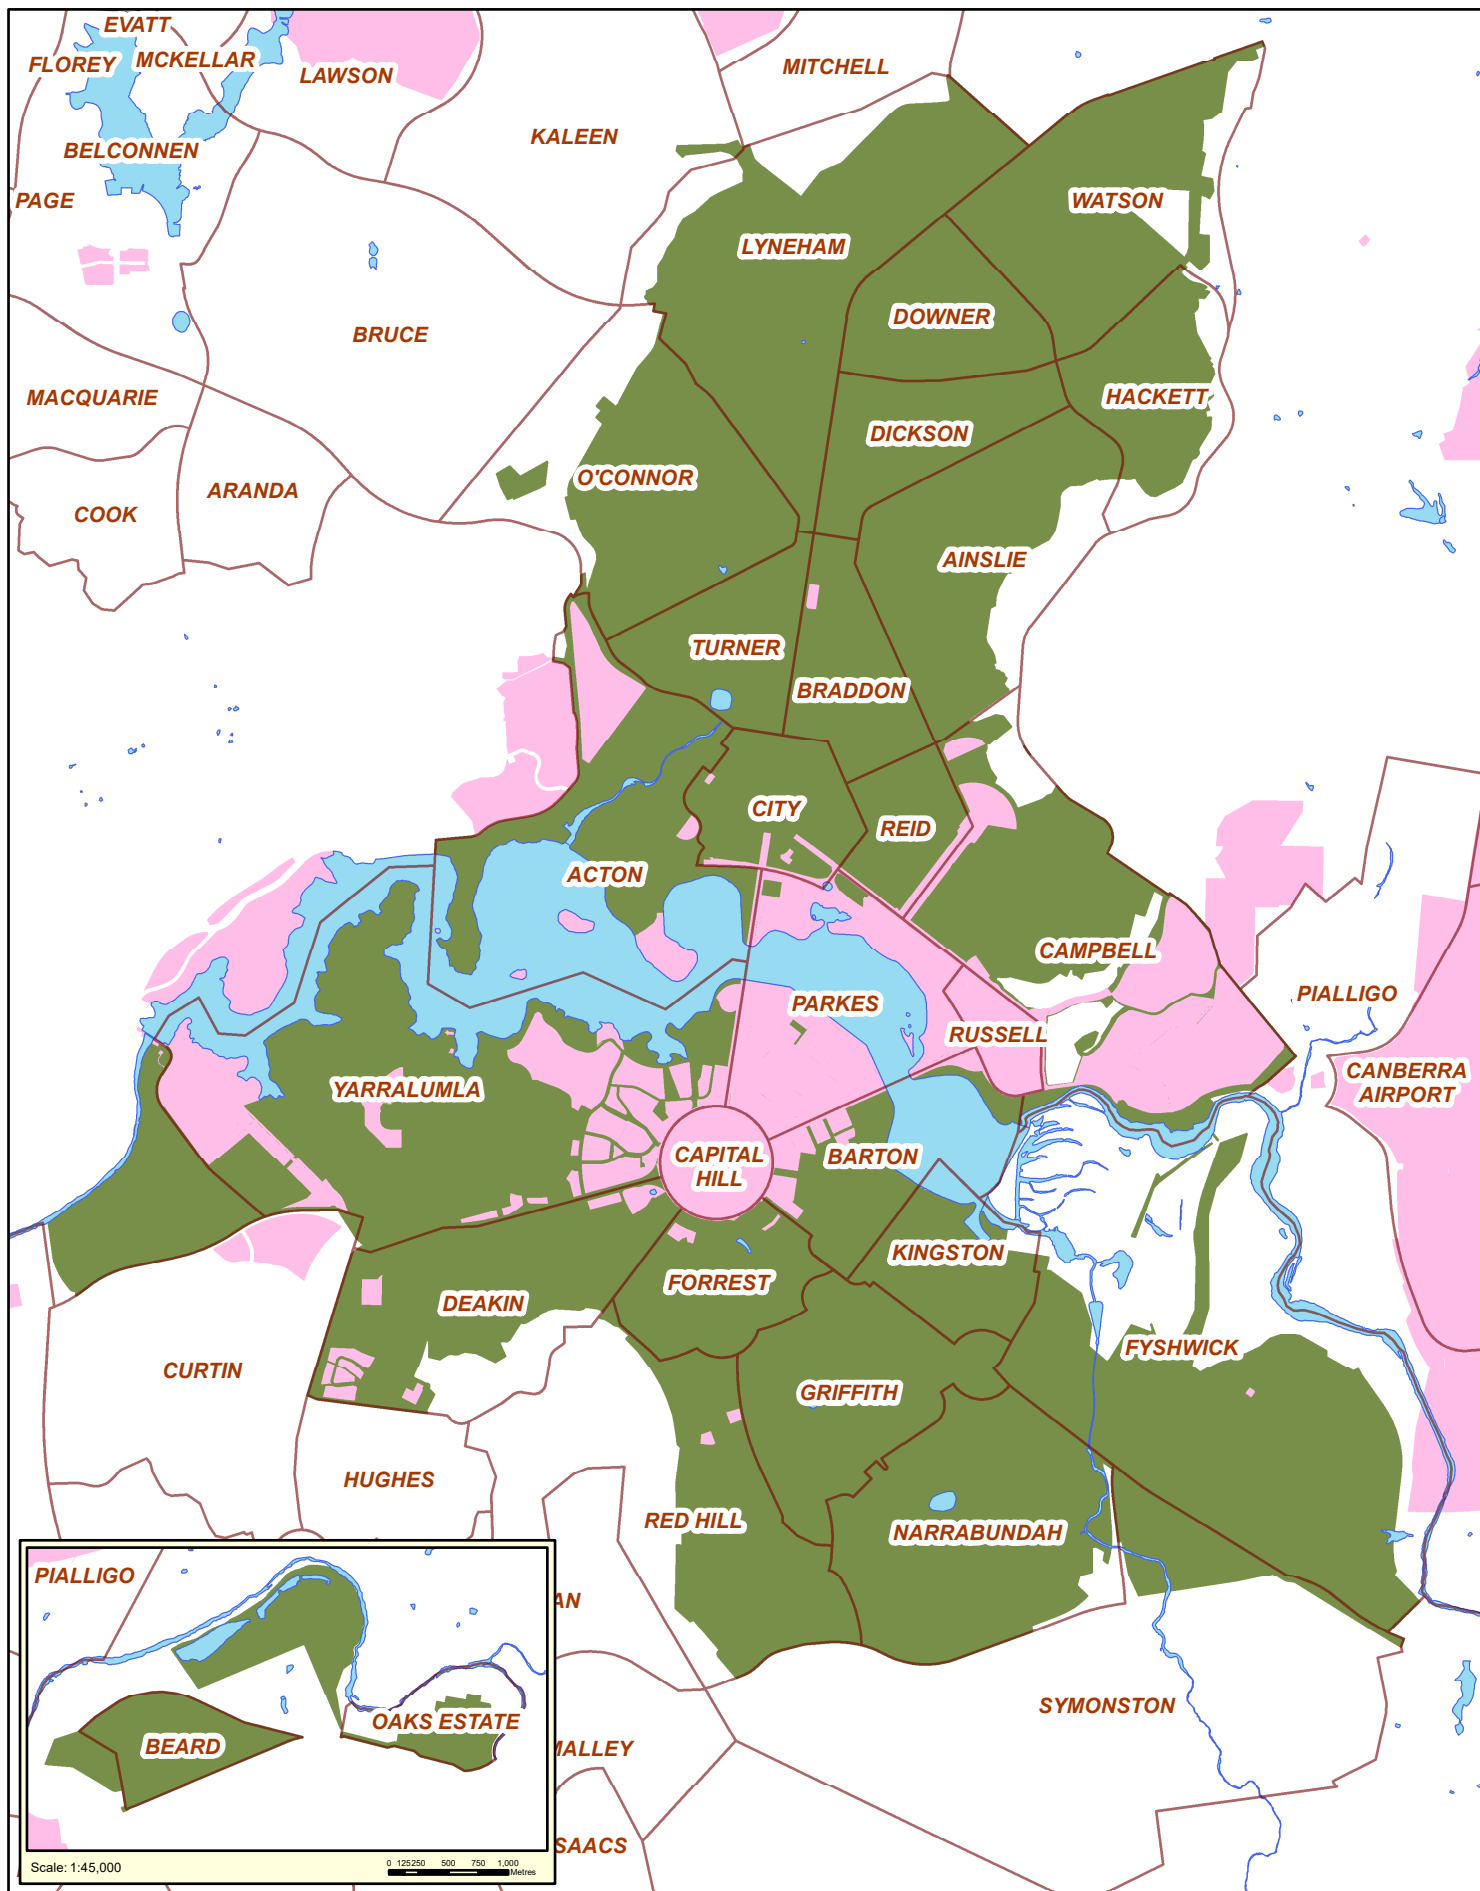 EVATT
FLOREY
MCKELLAR
LAWSON
MITCHELL
KALEEN
BELCONNEN
PAGE
WATSON
LYNEHAM
DOWNER
BRUCE
MACQUARIE
HACKETT
DICKSON
O'CONNOR
ARANDA
COOK
AINSLIE
TURNER
BRADDON
CITY
REID
ACTON
CAMPBELL
PIALLIGO
PARKES
RUSSELL
CANBERRA
AIRPORT
YARRALUMLA
CAPITAL
HILL
BARTON
KINGSTON
FORREST
DEAKIN
FYSHWICK
CURTIN
GRIFFITH
HUGHES
RED HILL
NARRABUNDAH
PIALLIGO
AN
SYMONSTON
OAKS ESTATE
BEARD
MALLEY
SAACS
Scale: 1:45,000
0 125250 500 750 1,000
Metres